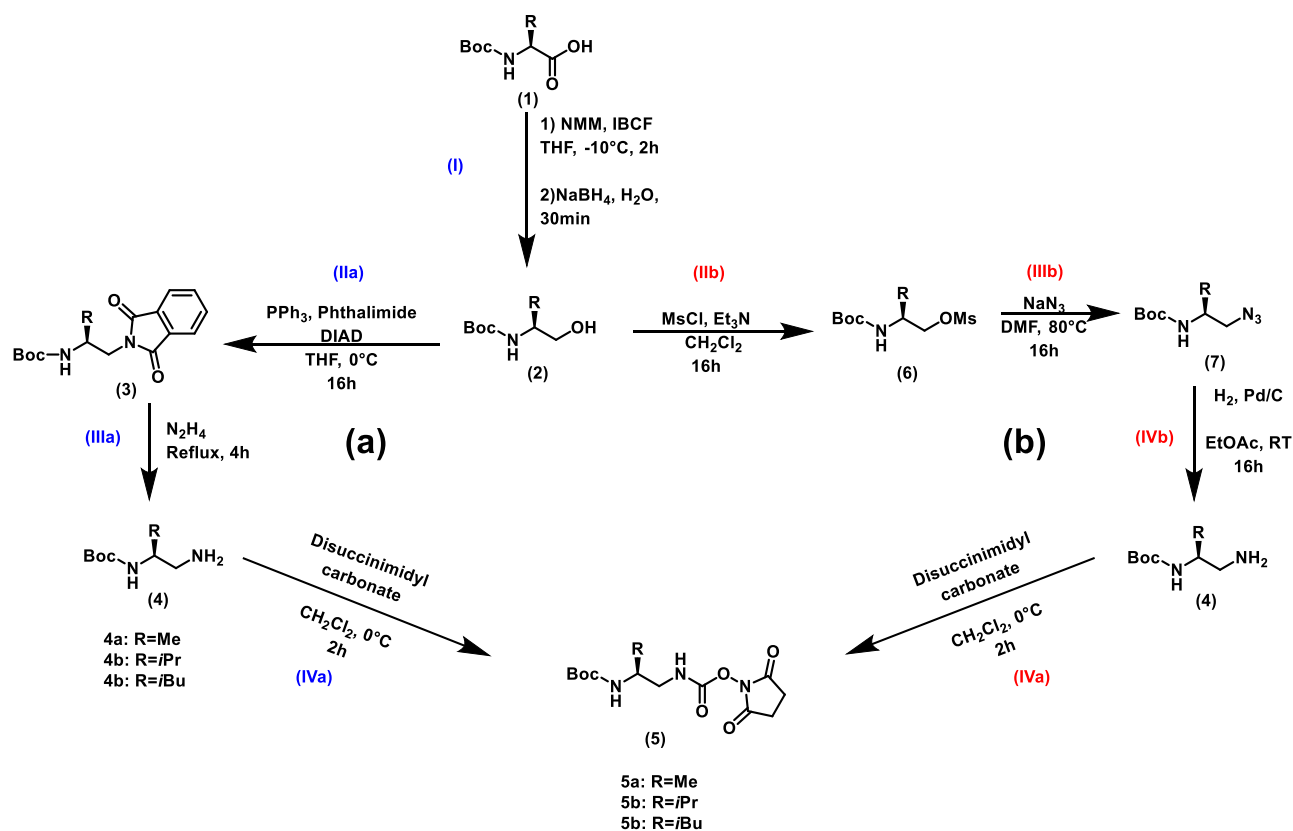 R
Boc
N
H
OH
O
(1)
1) NMM, IBCF
THF, -10°C, 2h
(I)
2)NaBH4, H2O,
30min
(IIa)
PPh3, Phthalimide
DIAD
THF, 0°C
16h
O
R
N
Boc
N
H
O
(3)
R
Boc
N
H
OH
(2)
(IIb)
MsCl, Et3N
CH2Cl2
16h
R
Boc
N
H
OMs
(6)
(IIIb)
NaN3
DMF, 80°C
16h
R
Boc
N
H
N3
(7)
(IIIa)
N2H4
Reflux, 4h
(a)
(b)
H2, Pd/C
(IVb)
EtOAc, RT
16h
R
Boc
N
H
NH2
(4)
4a: R=Me
4b: R=iPr
4b: R=iBu
Disuccinimidyl
carbonate
CH2Cl2, 0°C
2h
(IVa)
Disuccinimidyl
carbonate
CH2Cl2, 0°C
2h
(IVa)
R
Boc
N
H
NH2
(4)
R
Boc
N
H
H
N
O
O
N
O
O
(5)
5a: R=Me
5b: R=iPr
5b: R=iBu